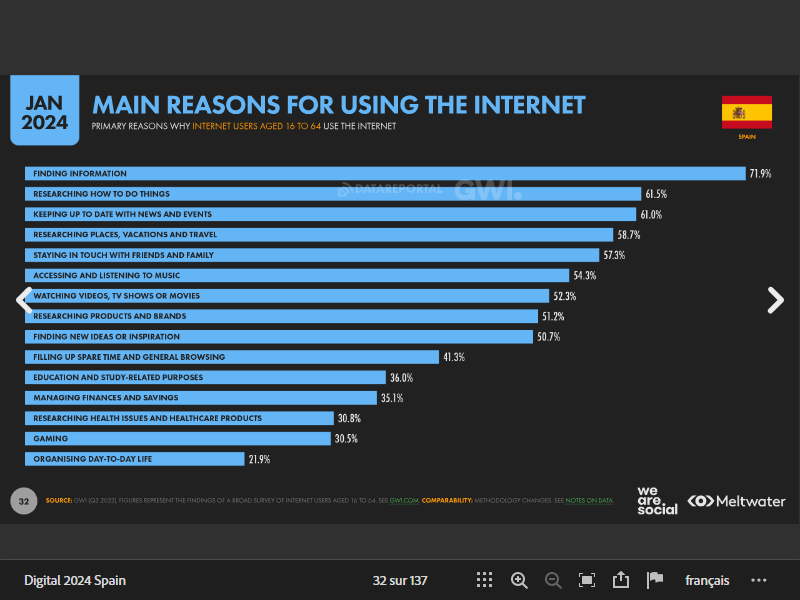 JAN
2024
MAIN REASONS FOR USING THE INTERNET
PRIMARY REASONS WHY INTERNET USERS AGED 16 TO 64 USE THE INTERNET
SPAIN
DATAREPORTAL GWI.
FINDING INFORMATION 71.9%
RESEARCHING HOW TO DO THINGS 61.5%
KEEPING UP TO DATE WITH NEWS AND EVENTS 61.0%
RESEARCHING PLACES, VACATIONS AND TRAVEL 58.7%
STAYING IN TOUCH WITH FRIENDS AND FAMILY 57.3%
ACCESSING AND LISTENING TO MUSIC 54.3%
WATCHING VIDEOS, TV SHOWS OR MOVIES 52.3%
RESEARCHING PRODUCTS AND BRANDS 51.2%
FINDING NEW IDEAS OR INSPIRATION 50.7%
FILLING UP SPARE TIME AND GENERAL BROWSING 41.3%
EDUCATION AND STUDY-RELATED PURPOSES 36.0%
MANAGING FINANCES AND SAVINGS 35.1%
RESEARCHING HEALTH ISSUES AND HEALTHCARE PRODUCTS 30.8%
GAMING 30.5%
ORGANISING DAY-TO-DAY LIFE 21.9%
32
SOURCE: GWI (Q3 2023). FIGURES REPRESENT THE FINDINGS OF A BROAD SURVEY OF INTERNET USERS AGED 16 TO 64. SEE GWI.COM. COMPARABILITY: METHODOLOGY CHANGES. SEE NOTES ON DATA.
we
are.
social
Meltwater
Digital 2024 Spain
32 sur 137
français